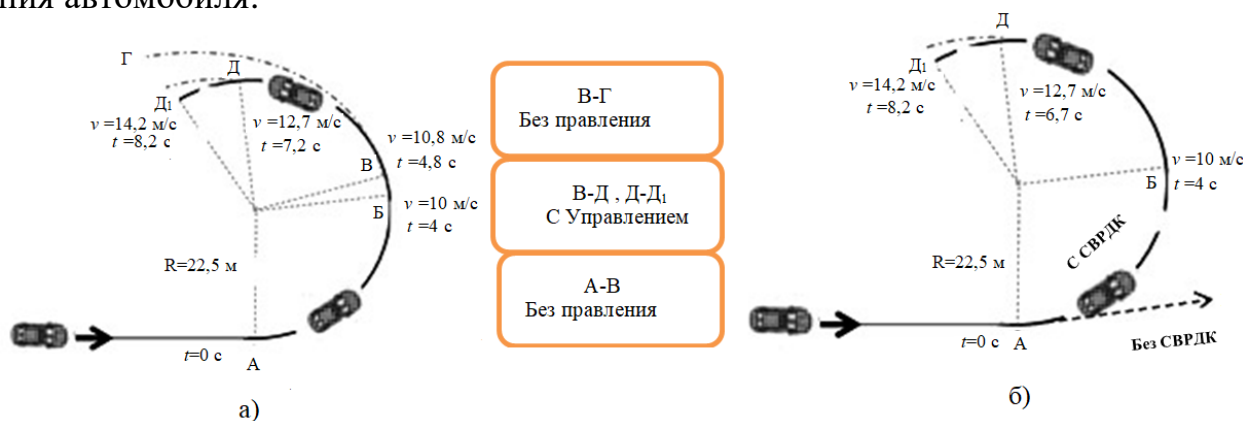 ния автомобиля.
Г
Д
Д₁
v =14,2 м/с
t =8,2 с
v =12,7 м/с
t =7,2 с
v =10,8 м/с
t =4,8 с
В
Б
v =10 м/с
t =4 с
R=22,5 м
t=0 с
А
а)
В-Г
Без правления
В-Д , Д-Д₁
С Управлением
А-В
Без правления
Д
Д₁
v =14,2 м/с
t =8,2 с
v =12,7 м/с
t =6,7 с
v =10 м/с
Б
t =4 с
R=22,5 м
С СВРДК
Без СВРДК
t=0 с
А
б)